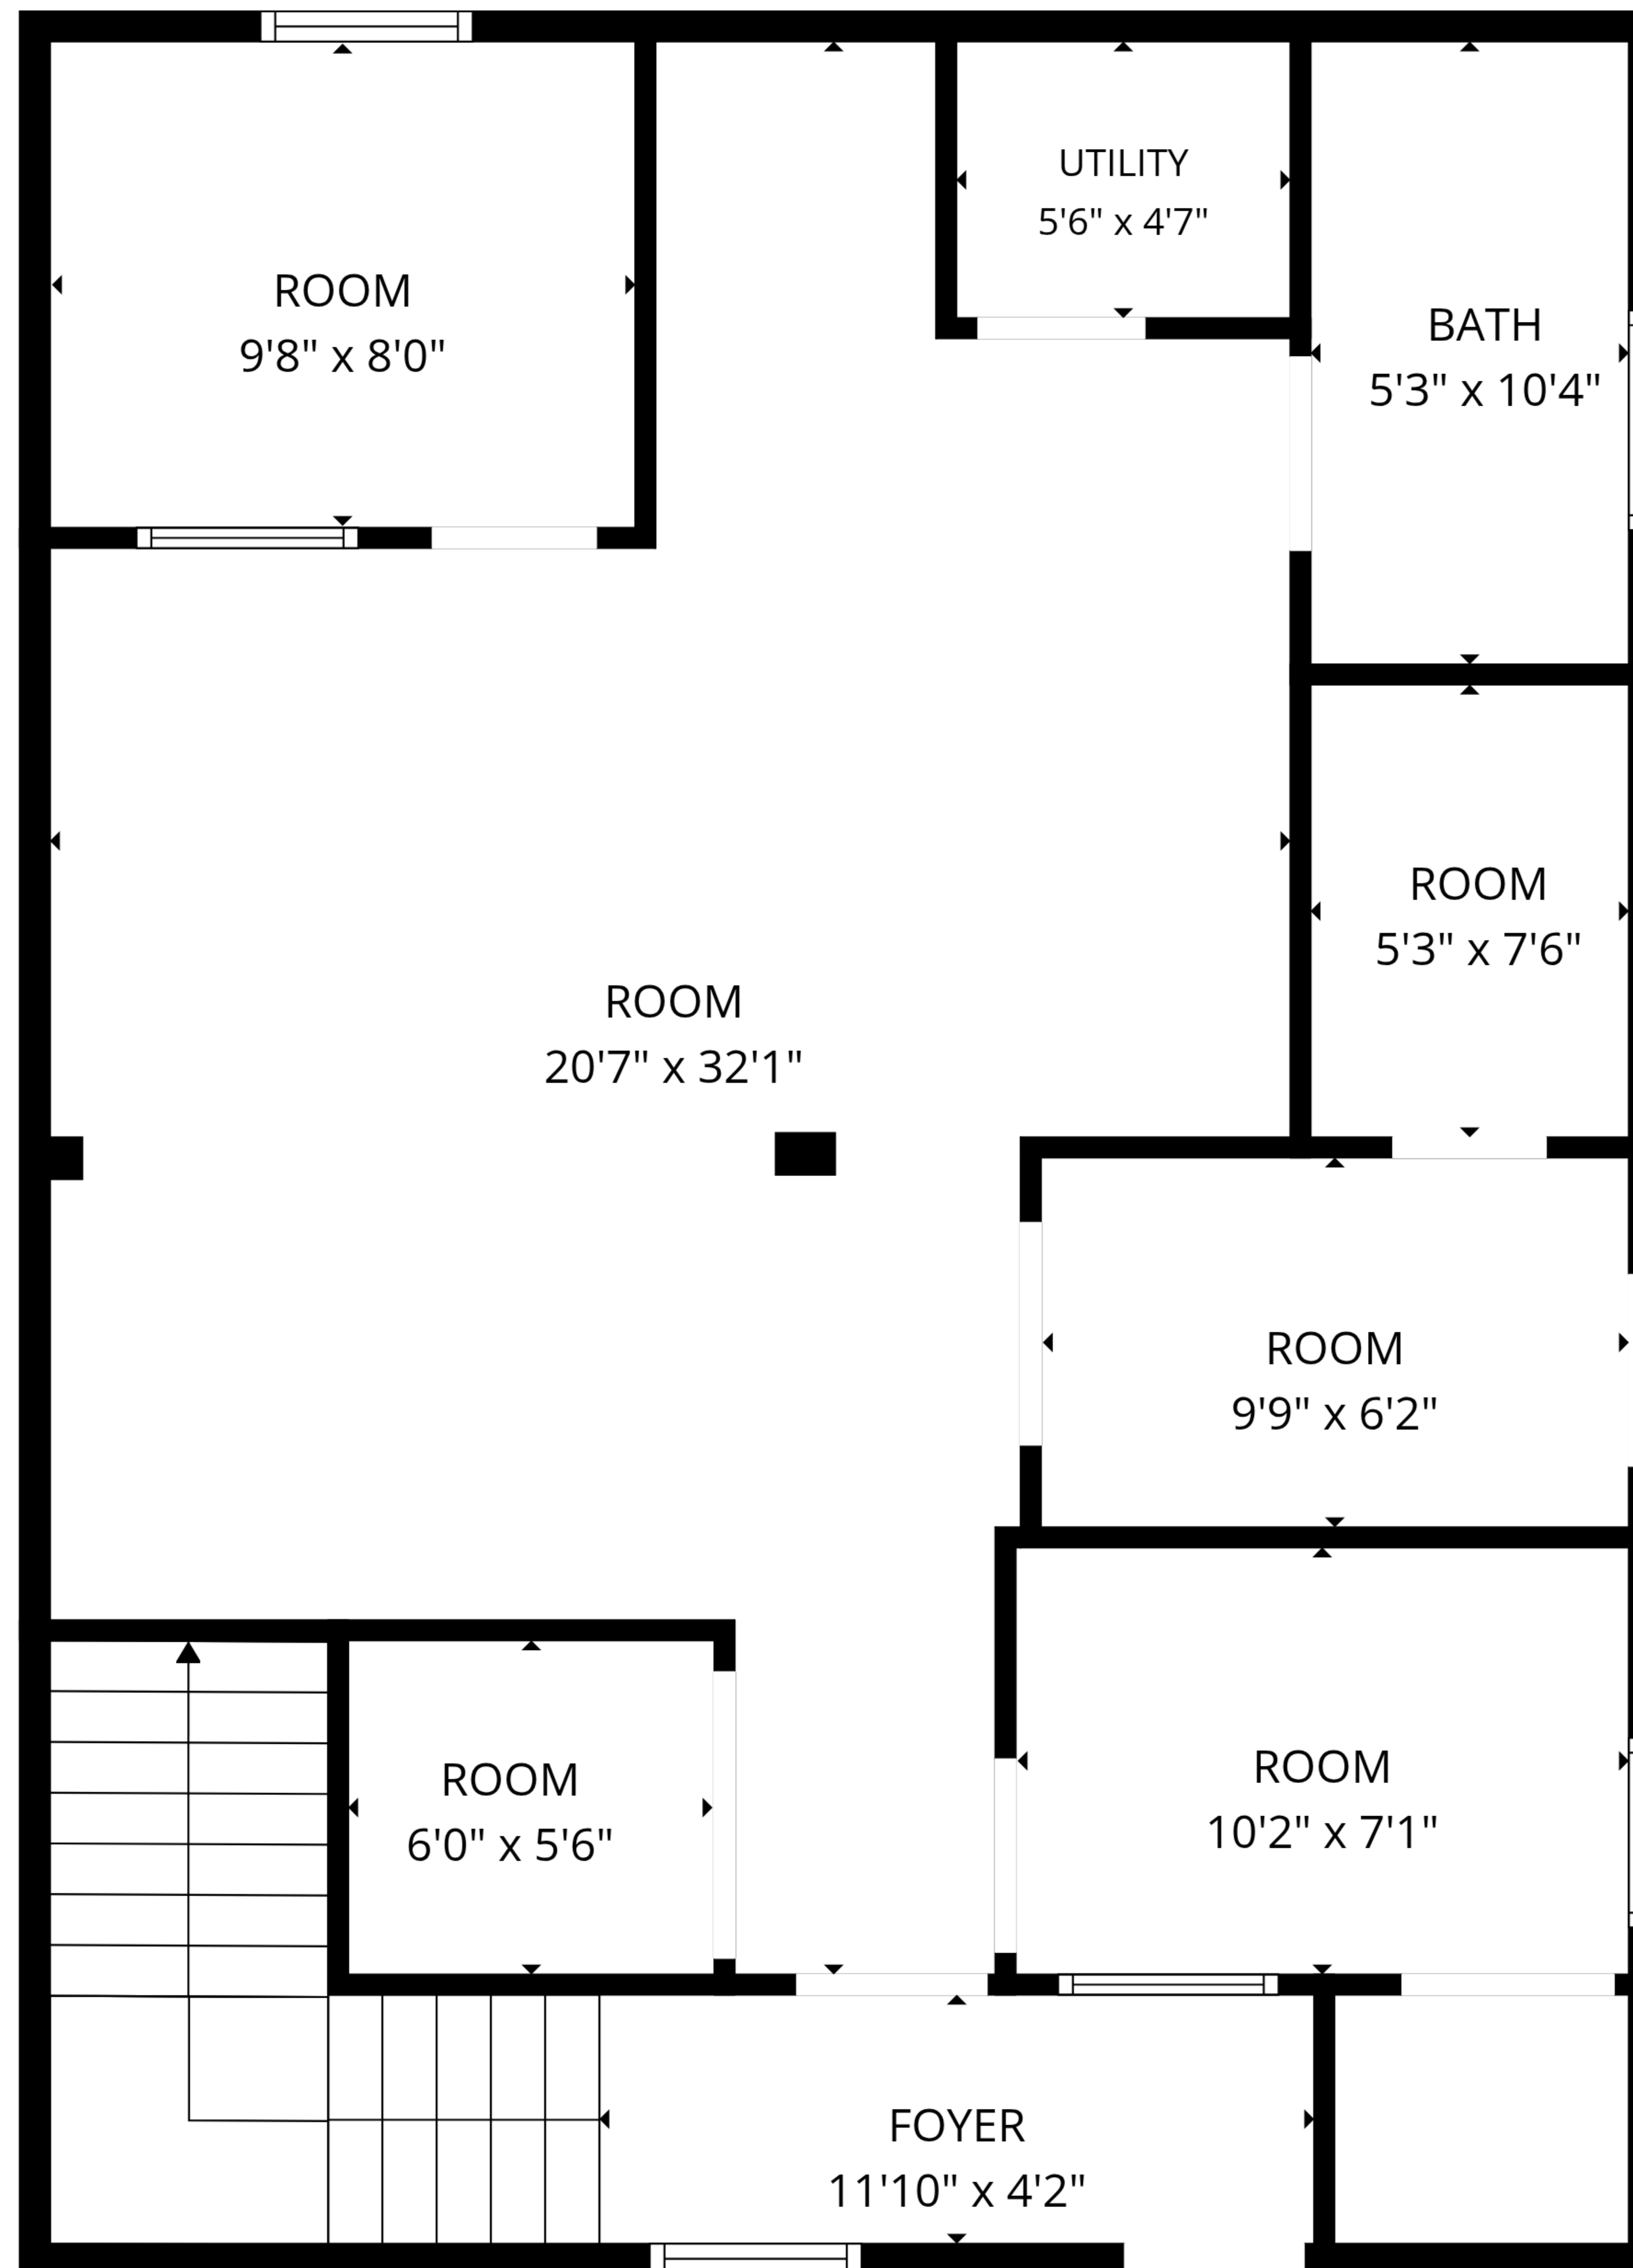 UTILITY
5'6" x 4'7"
ROOM
9'8" x 8'0"
BATH
5'3" x 10'4"
ROOM
5'3" x 7'6"
ROOM
20'7" x 32'1"
ROOM
9'9" x 6'2"
ROOM
10'2" x 7'1"
ROOM
6'0" x 5'6"
FOYER
11'10" x 4'2"